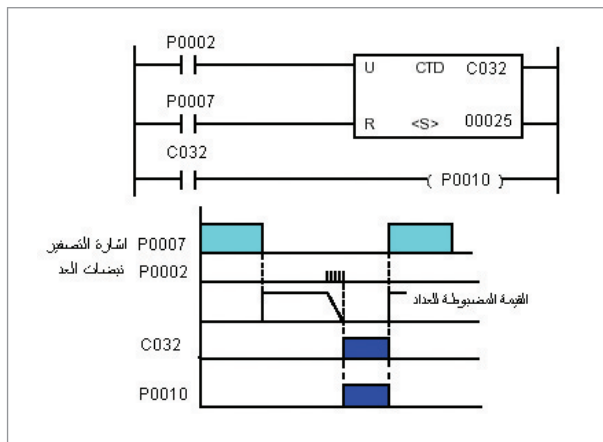 P0002
U CTD C032
P0007
R <S> 00025
C032
( P0010 )
اشارة التصفير P0007
نبضات العد P0002
القيمة المضبوطة للعداد
C032
P0010